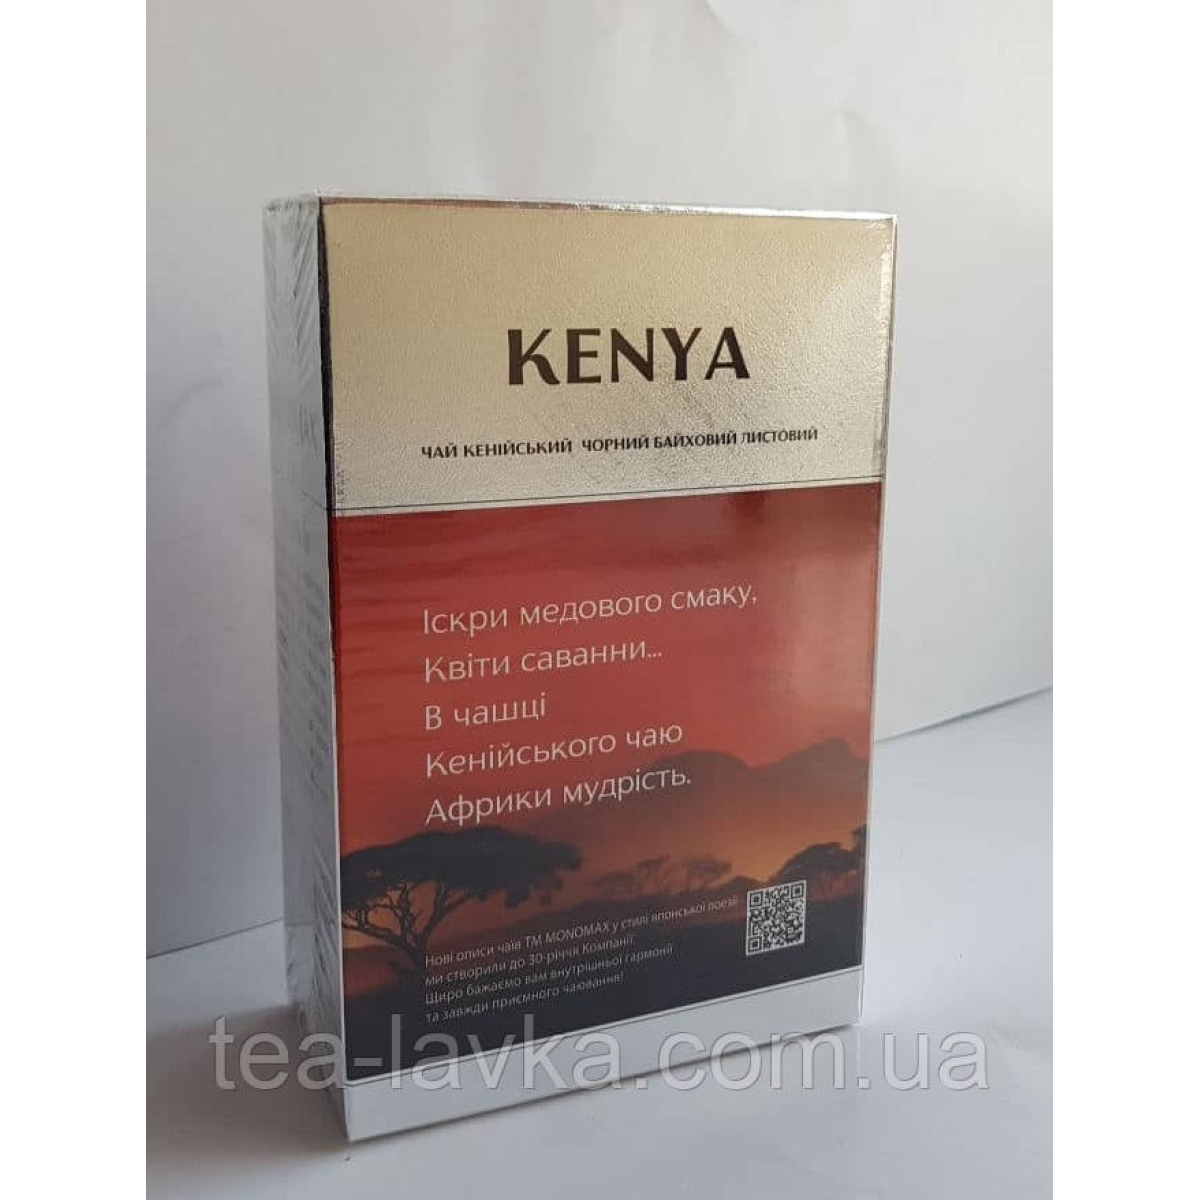 KENYA
ЧАЙ КЕНІЙСЬКИЙ ЧОРНИЙ БАЙХОВИЙ ЛИСТОВИЙ
Іскри медового смаку,
Квіти саванни...
В чашці
Кенійського чаю
Африки мудрість.
Нові описи чаїв ТМ MONOMAX у стилі японської поезії
ми створили до 30-річчя Компанії.
Щиро бажаємо вам внутрішньої гармонії
та завжди приємного чаювання!
tea-lavka.com.ua